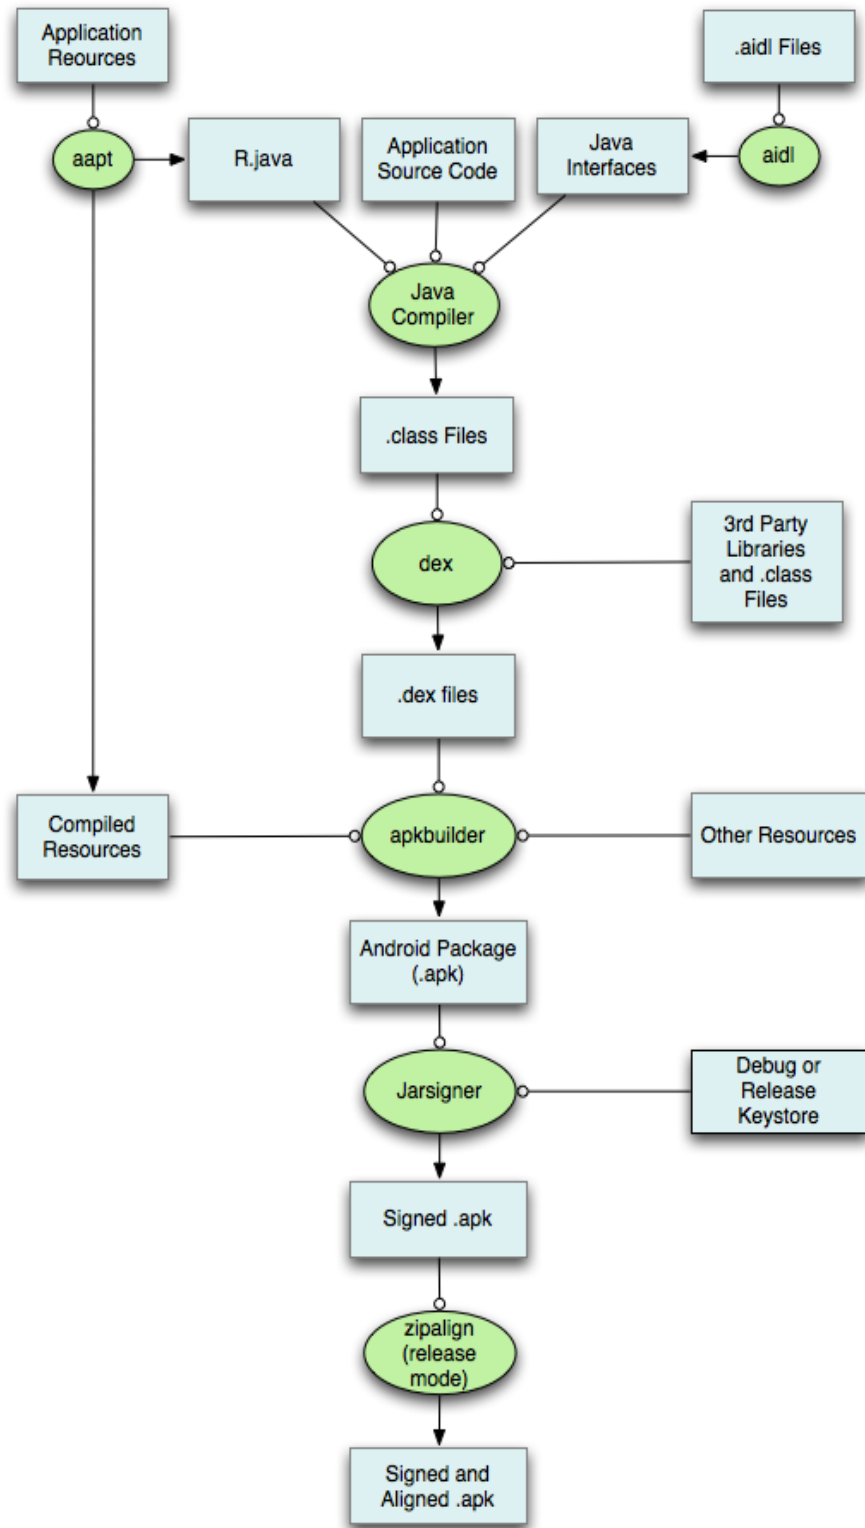 Application
Reources
.aidl Files
aapt
R.java
Application
Source Code
Java
Interfaces
aidl
Java
Compiler
.class Files
dex
3rd Party
Libraries
and .class
Files
.dex files
Compiled
Resources
apkbuilder
Other Resources
Android Package
(.apk)
Jarsigner
Debug or
Release
Keystore
Signed .apk
zipalign
(release
mode)
Signed and
Aligned .apk